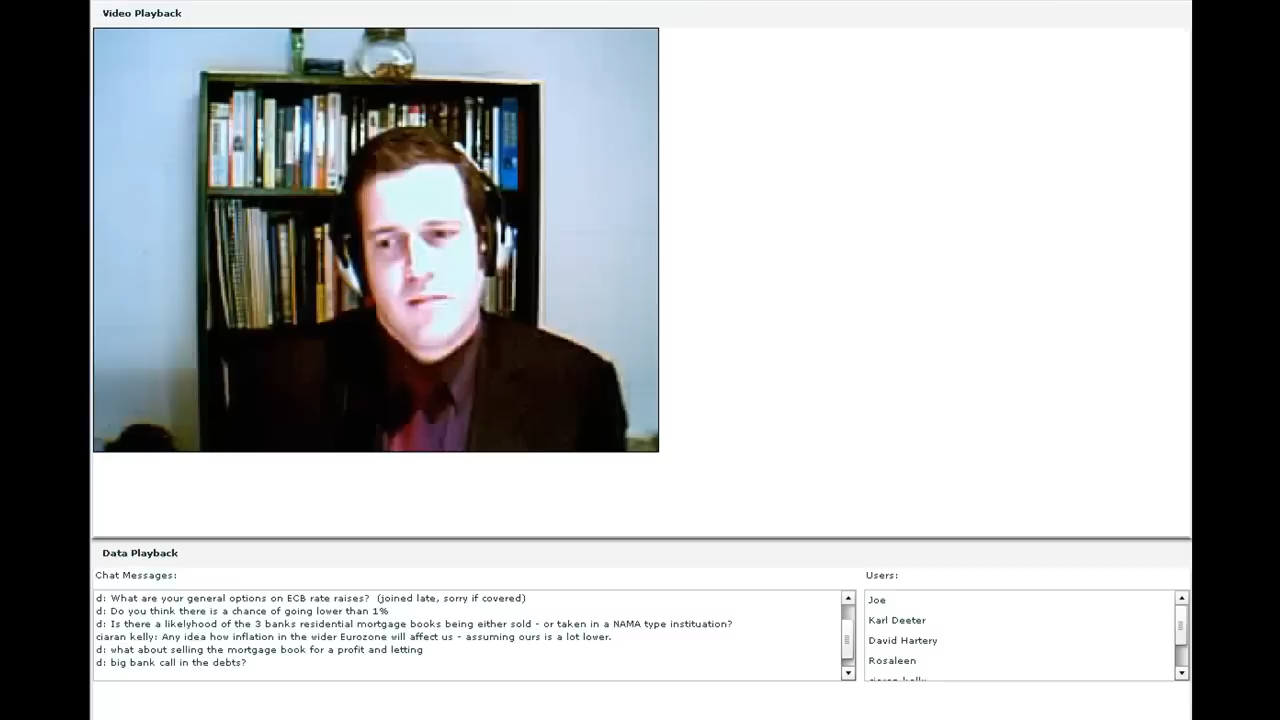 Video Playback
Data Playback
Chat Messages:
d: What are your general options on ECB rate raises?  (joined late, sorry if covered)
d: Do you think there is a chance of going lower than 1%
d: Is there a likelyhood of the 3 banks residential mortgage books being either sold - or taken in a NAMA type instituation?
ciaran kelly: Any idea how inflation in the wider Eurozone will affect us - assuming ours is a lot lower.
d: what about selling the mortgage book for a profit and letting
d: big bank call in the debts?
Users:
Joe
Karl Deeter
David Hartery
Rosaleen
ciaran kelly